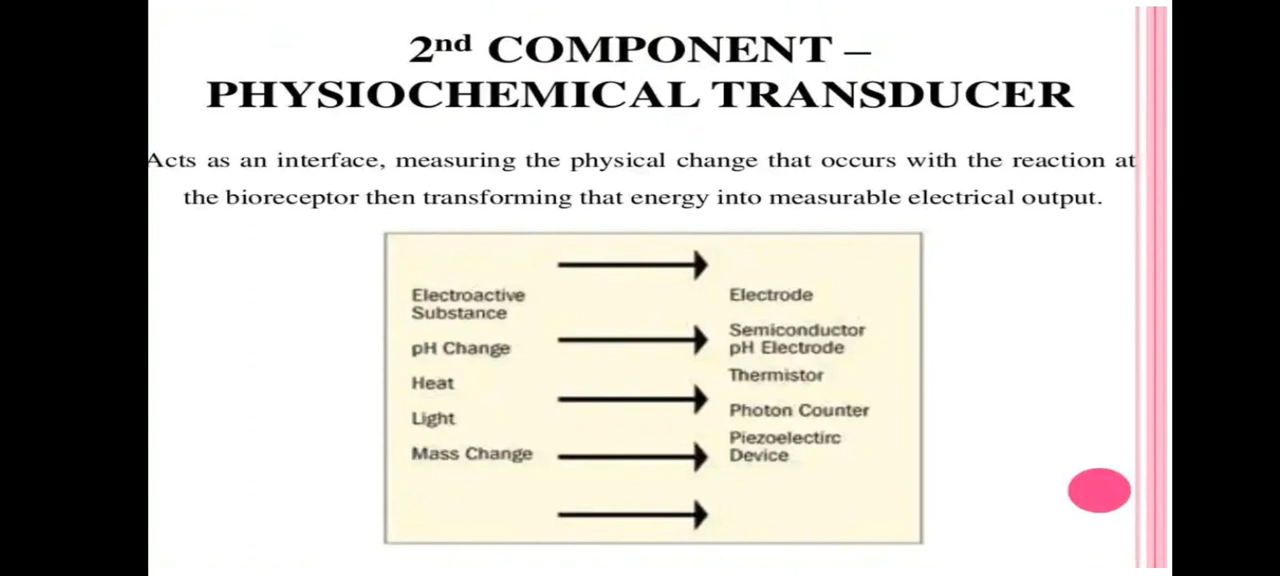 2nd COMPONENT –
PHYSIOCHEMICAL TRANSDUCER
Acts as an interface, measuring the physical change that occurs with the reaction at
the bioreceptor then transforming that energy into measurable electrical output.
Electroactive
Substance
pH Change
Heat
Light
Mass Change
Electrode
Semiconductor
pH Electrode
Thermistor
Photon Counter
Piezoelectirc
Device